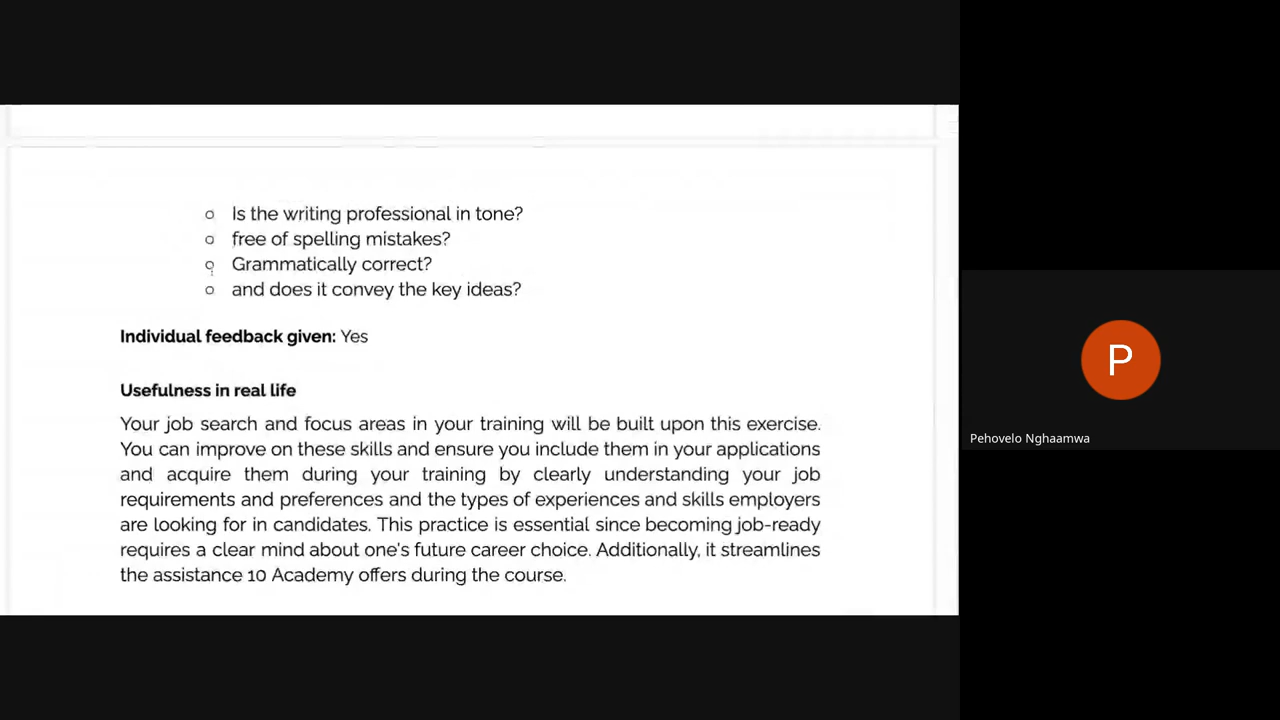 o Is the writing professional in tone?
o free of spelling mistakes?
o Grammatically correct?
o and does it convey the key ideas?
Individual feedback given: Yes
Usefulness in real life
Your job search and focus areas in your training will be built upon this exercise.
You can improve on these skills and ensure you include them in your applications
and acquire them during your training by clearly understanding your job
requirements and preferences and the types of experiences and skills employers
are looking for in candidates. This practice is essential since becoming job-ready
requires a clear mind about one's future career choice. Additionally, it streamlines
the assistance 10 Academy offers during the course.
P
Pehovelo Nghaamwa